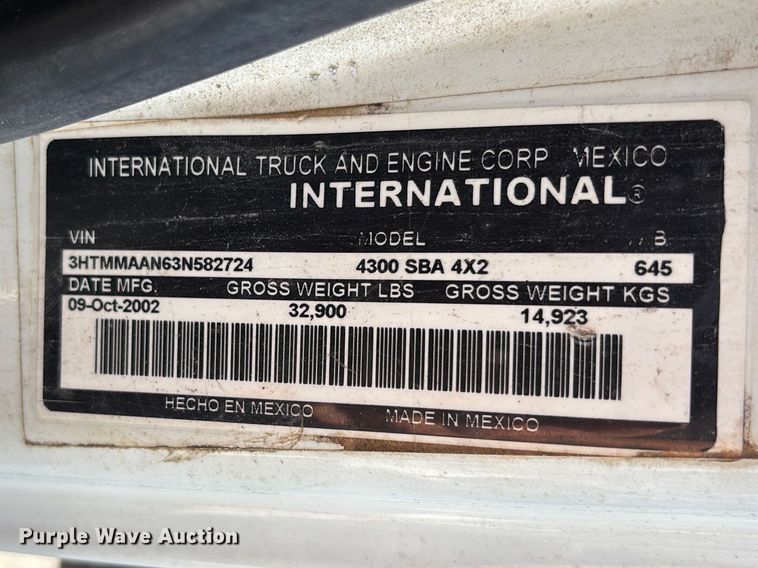 INTERNATIONAL TRUCK AND ENGINE CORP MEXICO
INTERNATIONAL®
VIN MODEL B
3HTMMAAN63N582724 4300 SBA 4X2 645
DATE MFG. GROSS WEIGHT LBS GROSS WEIGHT KGS
09-Oct-2002 32,900 14,923
HECHO EN MEXICO MADE IN MEXICO
Purple Wave Auction